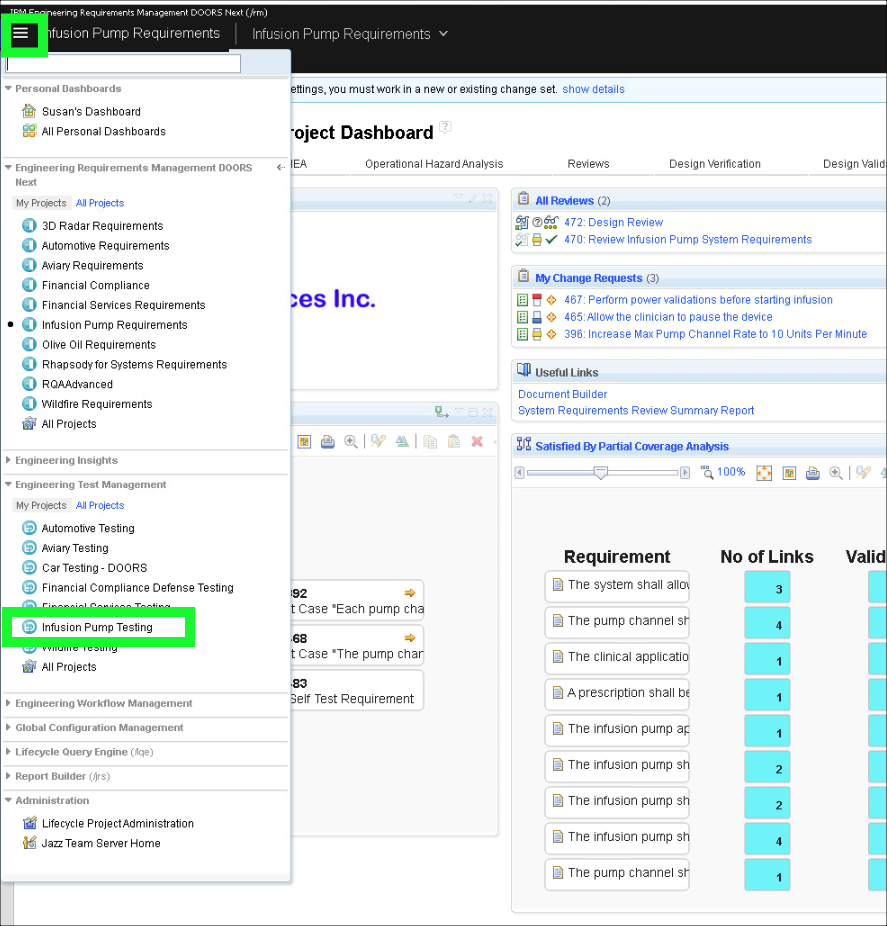 IBM Engineering Requirements Management DOORS Next (/rm)
Infusion Pump Requirements
Infusion Pump Requirements
ettings, you must work in a new or existing change set. show details
Personal Dashboards
Susan's Dashboard
All Personal Dashboards
Engineering Requirements Management DOORS
Next
My Projects All Projects
3D Radar Requirements
Automotive Requirements
Aviary Requirements
Financial Compliance
Financial Services Requirements
Infusion Pump Requirements
Olive Oil Requirements
Rhapsody for Systems Requirements
RQAAdvanced
Wildfire Requirements
All Projects
Engineering Insights
Engineering Test Management
My Projects All Projects
Automotive Testing
Aviary Testing
Car Testing - DOORS
Financial Compliance Defense Testing
Financial Services Testing
Infusion Pump Testing
Wildfire Testing
All Projects
Engineering Workflow Management
Global Configuration Management
Lifecycle Query Engine (/lqe)
Report Builder (/jrs)
Administration
Lifecycle Project Administration
Jazz Team Server Home
roject Dashboard ?
EA Operational Hazard Analysis Reviews Design Verification Design Valida
ces Inc.
392
t Case "Each pump cha
468
t Case "The pump char
483
Self Test Requirement
All Reviews (2)
472: Design Review
470: Review Infusion Pump System Requirements
My Change Requests (3)
467: Perform power validations before starting infusion
465: Allow the clinician to pause the device
396: Increase Max Pump Channel Rate to 10 Units Per Minute
Useful Links
Document Builder
System Requirements Review Summary Report
Satisfied By Partial Coverage Analysis
100%
Requirement No of Links Valid
The system shall allow 3
The pump channel sh 4
The clinical applicatio 1
A prescription shall be 1
The infusion pump ap 1
The infusion pump sh 2
The infusion pump sh 2
The infusion pump sh 4
The pump channel sh 1